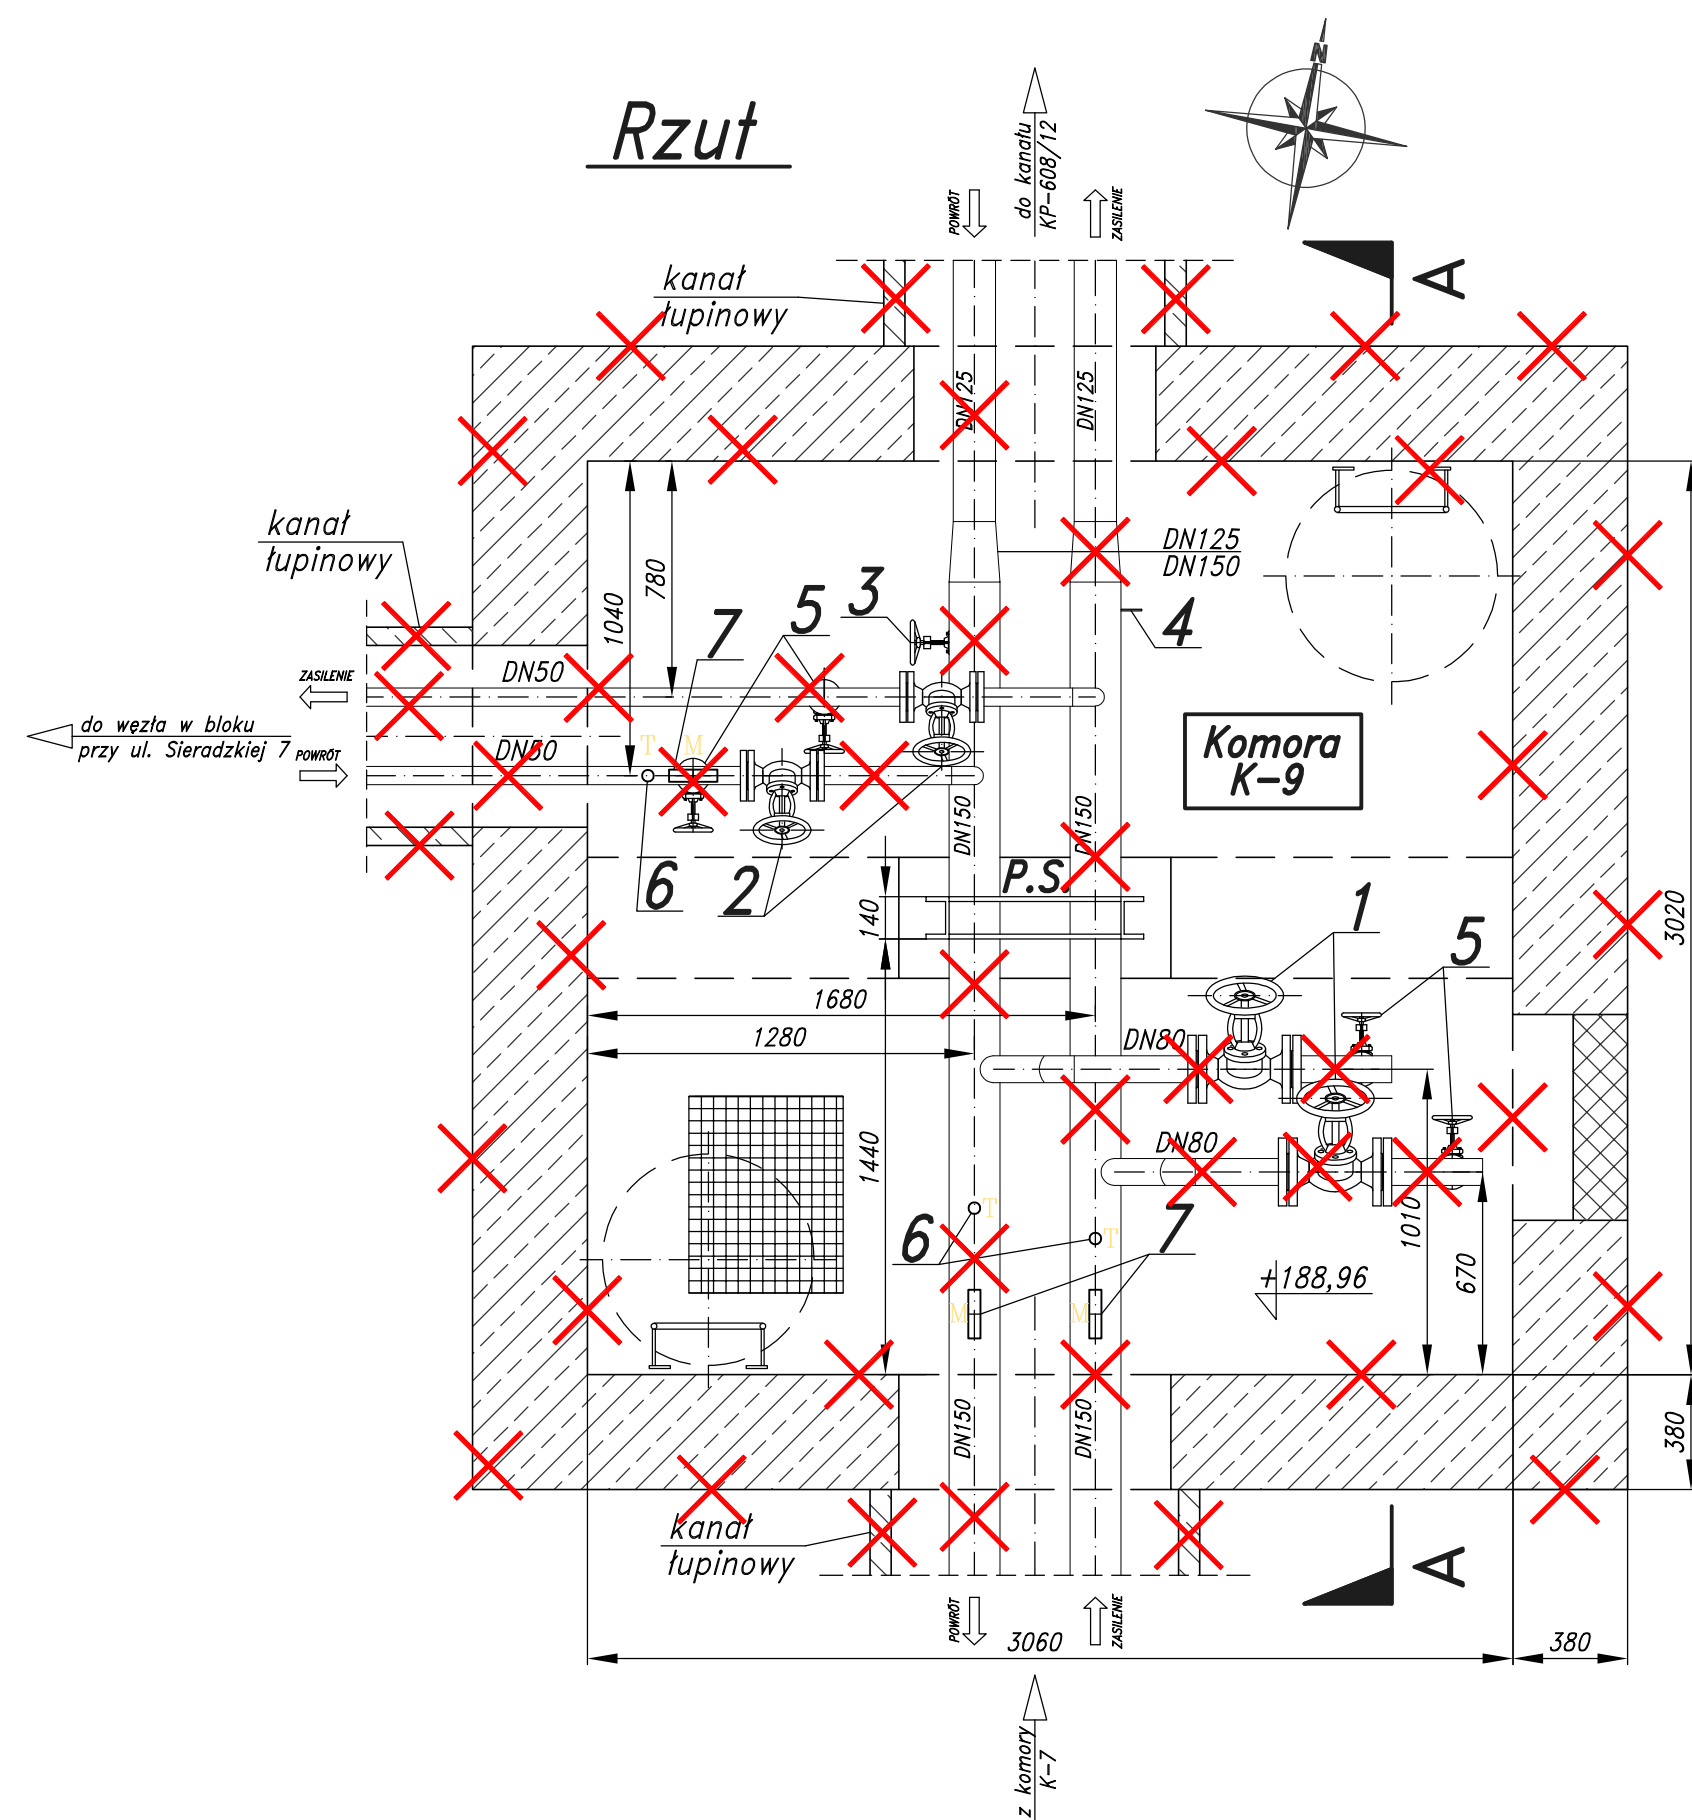 Rzut
N
do kanału
KP-608/12
POWRÓT
ZASILENIE
A
kanał
łupinowy
DN125
DN125
kanał
łupinowy
DN125
DN150
1040
780
3
5
7
4
ZASILENIE
DN50
do węzła w bloku
przy ul. Sieradzkiej 7
POWRÓT
DN50
T
M
Komora
K-9
DN150
DN150
6
2
P.S.
140
1
5
3020
1680
1280
DN80
DN80
1440
1010
670
6
T
T
7
M
M
+188,96
DN150
DN150
380
kanał
łupinowy
A
POWRÓT
ZASILENIE
3060
380
z komory
K-7